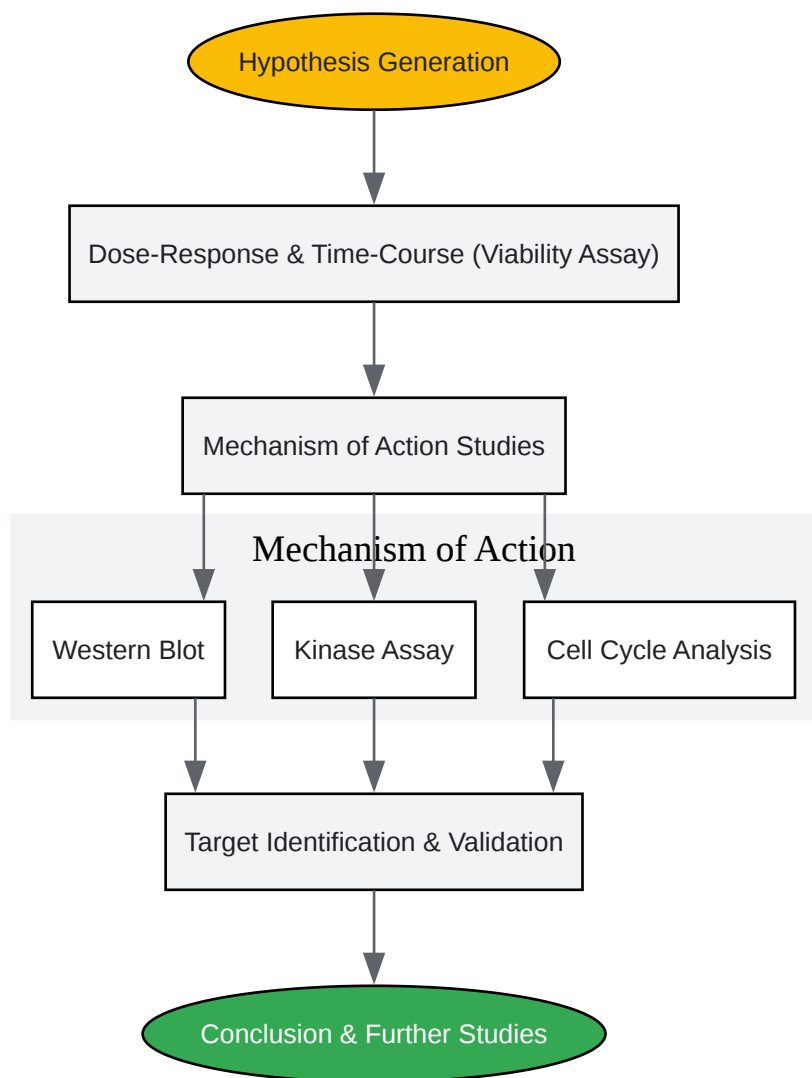 Hypothesis Generation
Dose-Response & Time-Course (Viability Assay)
Mechanism of Action Studies
Mechanism of Action
Western Blot
Kinase Assay
Cell Cycle Analysis
Target Identification & Validation
Conclusion & Further Studies